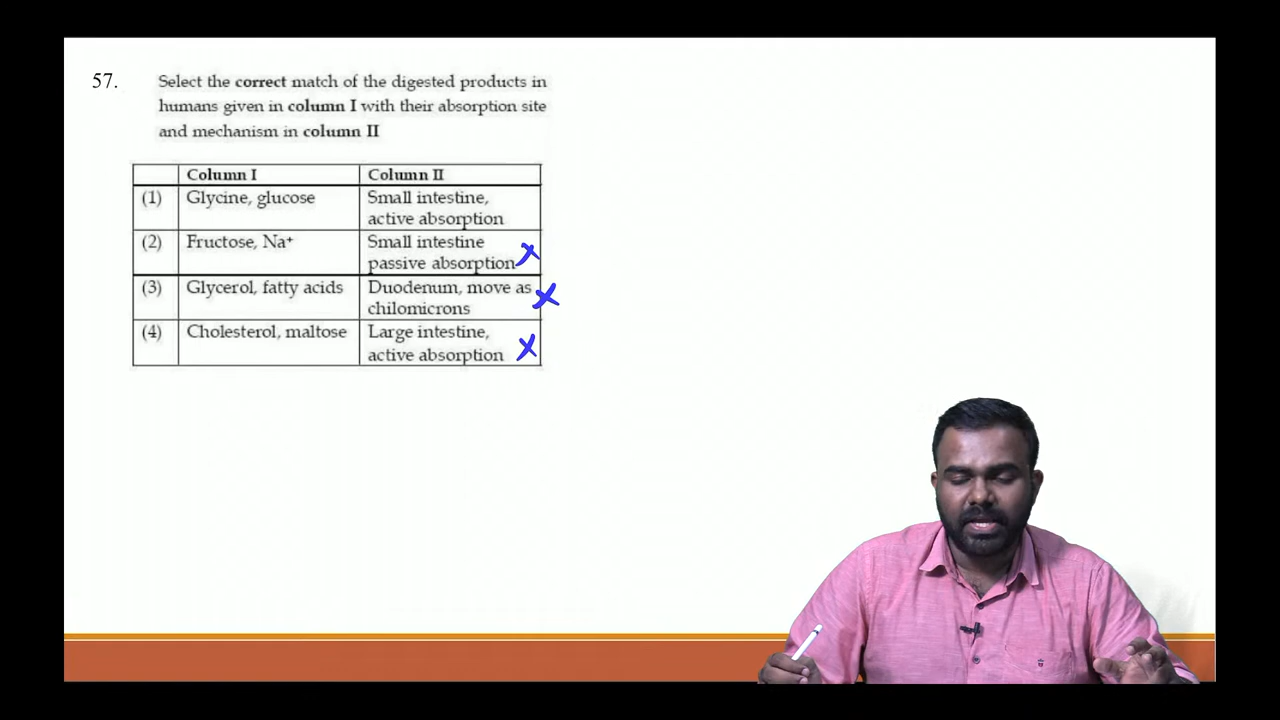 57.
Select the correct match of the digested products in
humans given in column I with their absorption site
and mechanism in column II
Column I Column II
(1) Glycine, glucose Small intestine,
active absorption
(2) Fructose, Na⁺ Small intestine
passive absorption
(3) Glycerol, fatty acids Duodenum, move as
chilomicrons
(4) Cholesterol, maltose Large intestine,
active absorption